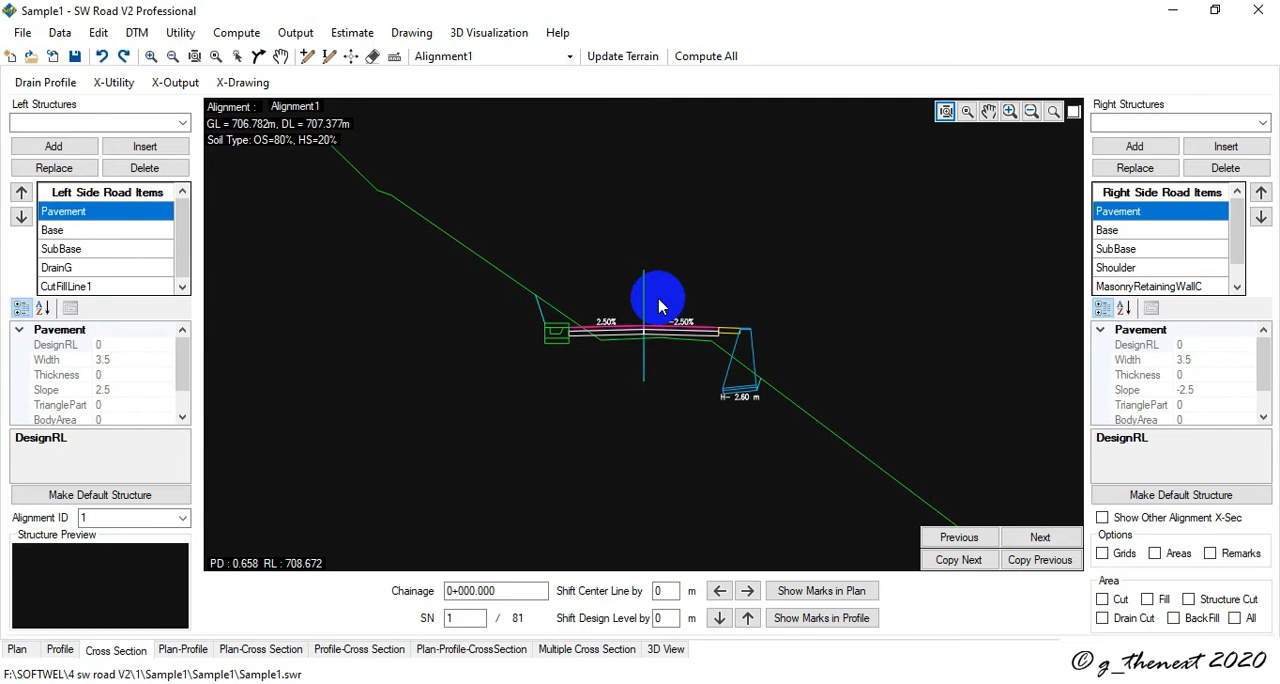 Sample1 - SW Road V2 Professional
File Data Edit DTM Utility Compute Output Estimate Drawing 3D Visualization Help
Alignment1 Update Terrain Compute All
Drain Profile X-Utility X-Output X-Drawing
Left Structures
Add Insert
Replace Delete
Left Side Road Items
Pavement
Base
SubBase
DrainG
CutFillLine1
Pavement
DesignRL 0
Width 3.5
Thickness 0
Slope 2.5
TrianglePart 0
BodyArea 0
DesignRL
Make Default Structure
Alignment ID 1
Structure Preview
Alignment : Alignment1
GL = 706.782m, DL = 707.377m
Soil Type: OS=80%, HS=20%
2.50% -2.50%
H= 2.60 m
PD : 0.658 RL : 708.672
Previous Next
Copy Next Copy Previous
Right Structures
Add Insert
Replace Delete
Right Side Road Items
Pavement
Base
SubBase
Shoulder
MasonryRetainingWallC
Pavement
DesignRL 0
Width 3.5
Thickness 0
Slope -2.5
TrianglePart 0
BodyArea 0
DesignRL
Make Default Structure
Show Other Alignment X-Sec
Options
Grids Areas Remarks
Area
Cut Fill Structure Cut
Drain Cut BackFill All
Chainage 0+000.000 Shift Center Line by 0 m Show Marks in Plan
SN 1 / 81 Shift Design Level by 0 m Show Marks in Profile
Plan Profile Cross Section Plan-Profile Plan-Cross Section Profile-Cross Section Plan-Profile-CrossSection Multiple Cross Section 3D View
F:\SOFTWEL\4 sw road V2\1\Sample1\Sample1\Sample1.swr
© g_thenext 2020